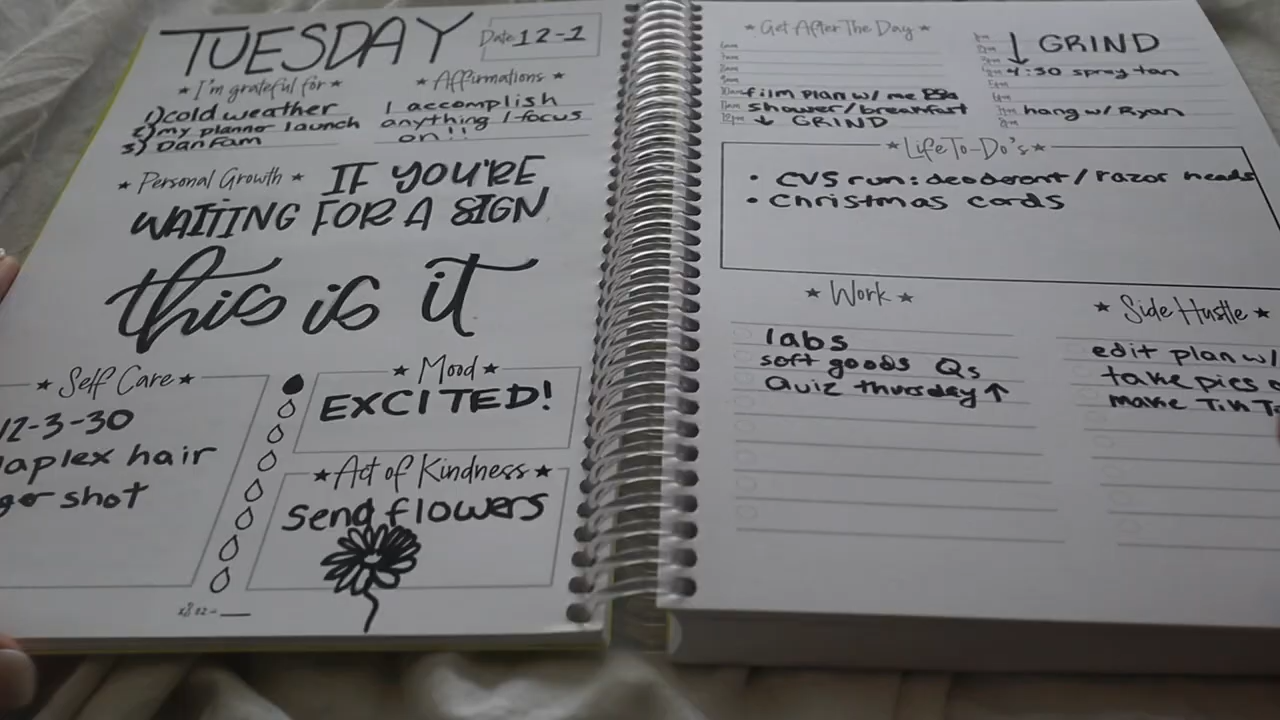 TUESDAY
Date 12-1
★ I'm grateful for ★
1) cold weather
2) my planner launch
3) DanFam
★ Affirmations ★
I accomplish
anything I focus
on!!
★ Personal Growth ★
IF YOU'RE
WAITING FOR A SIGN
this is it
★ Self Care ★
12-3-30
laplex hair
ger shot
★ Mood ★
EXCITED!
★ Act of Kindness ★
send flowers
x8 oz =
★ Get After The Day ★
film plan w/ me
shower/breakfast
↓ GRIND
↓ GRIND
4:30 spray tan
hang w/ Ryan
★ Life To-Do's ★
• CVS run: deodorant/razor heads
• Christmas cards
★ Work ★
labs
soft goods Qs
Quiz thursday ↑
★ Side Hustle ★
edit plan w/
take pics
make Tik T